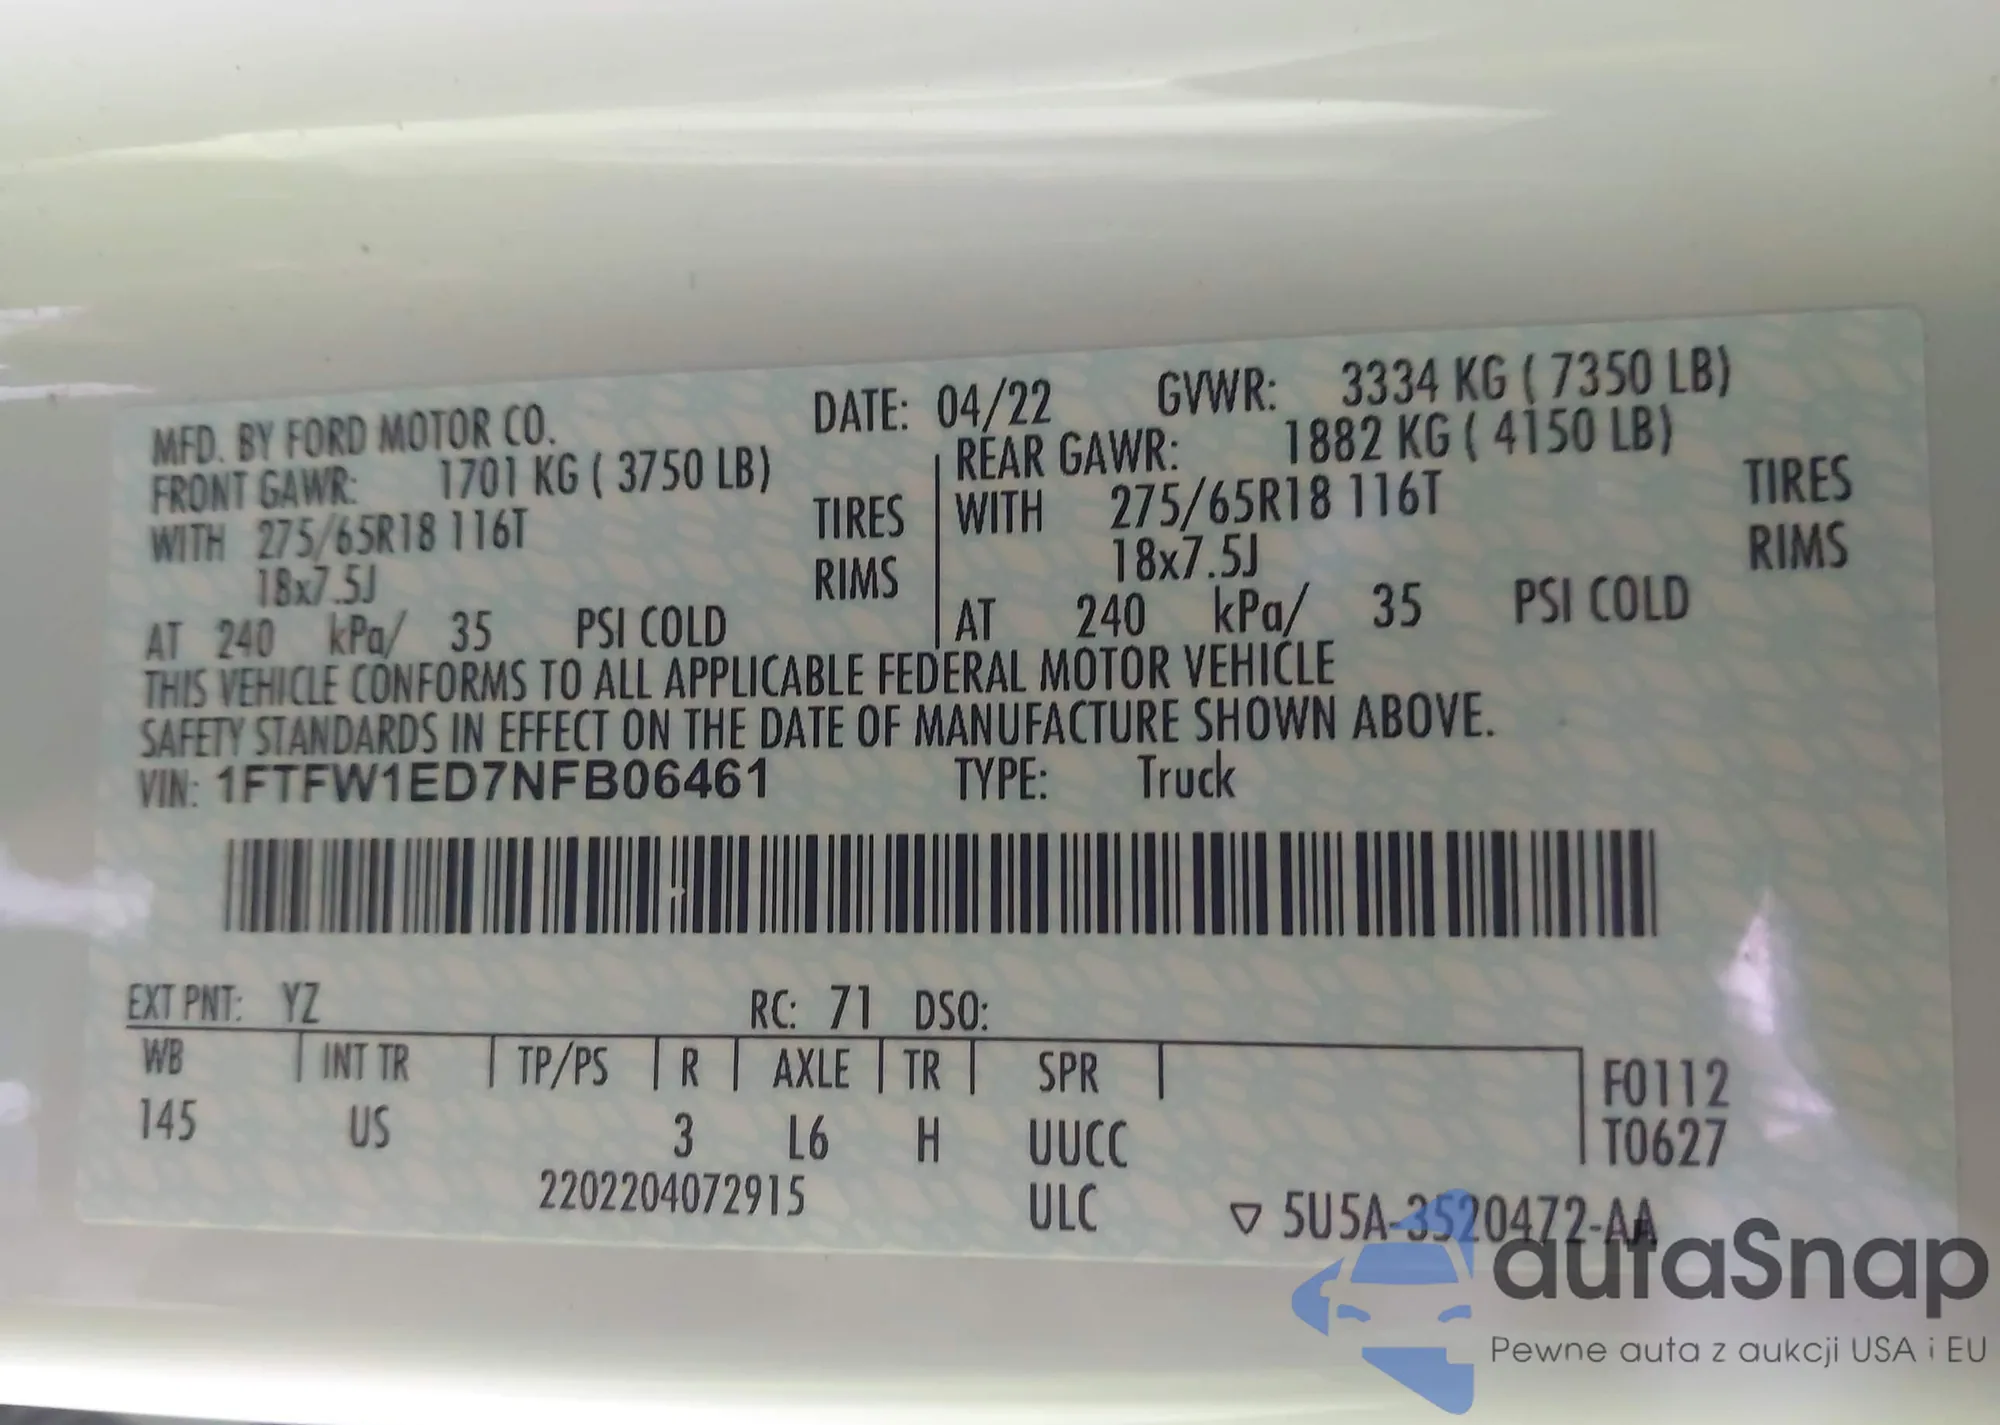 MFD. BY FORD MOTOR CO. DATE: 04/22 GVWR: 3334 KG ( 7350 LB)
FRONT GAWR: 1701 KG ( 3750 LB) REAR GAWR: 1882 KG ( 4150 LB)
WITH 275/65R18 116T TIRES WITH 275/65R18 116T TIRES
18x7.5J RIMS 18x7.5J RIMS
AT 240 kPa/ 35 PSI COLD AT 240 kPa/ 35 PSI COLD
THIS VEHICLE CONFORMS TO ALL APPLICABLE FEDERAL MOTOR VEHICLE
SAFETY STANDARDS IN EFFECT ON THE DATE OF MANUFACTURE SHOWN ABOVE.
VIN: 1FTFW1ED7NFB06461 TYPE: Truck
EXT PNT: YZ RC: 71 DSO:
WB INT TR TP/PS R AXLE TR SPR F0112
145 US 3 L6 H UUCC T0627
2202204072915 ULC ▽ 5U5A-3520472-AA
autaSnap
Pewne auta z aukcji USA i EU